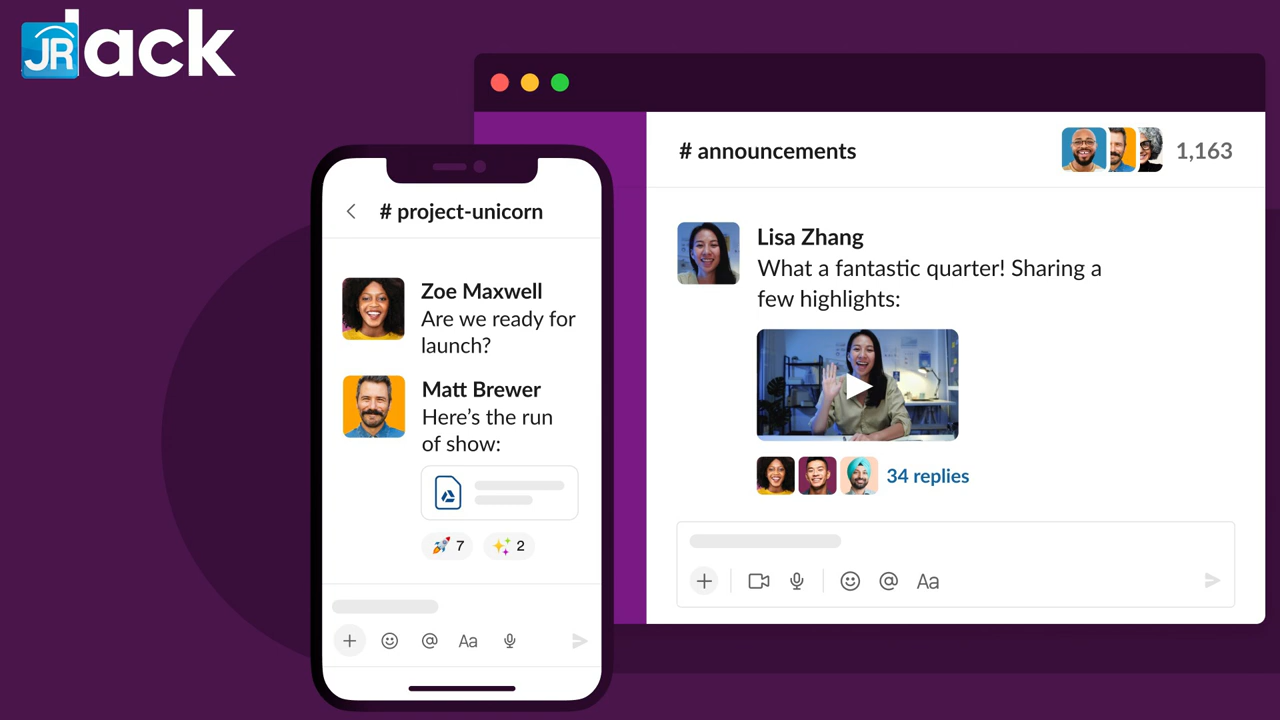 JR lack
# announcements
1,163
Lisa Zhang
What a fantastic quarter! Sharing a
few highlights:
34 replies
Aa
# project-unicorn
Zoe Maxwell
Are we ready for
launch?
Matt Brewer
Here's the run
of show:
7
2
@ Aa